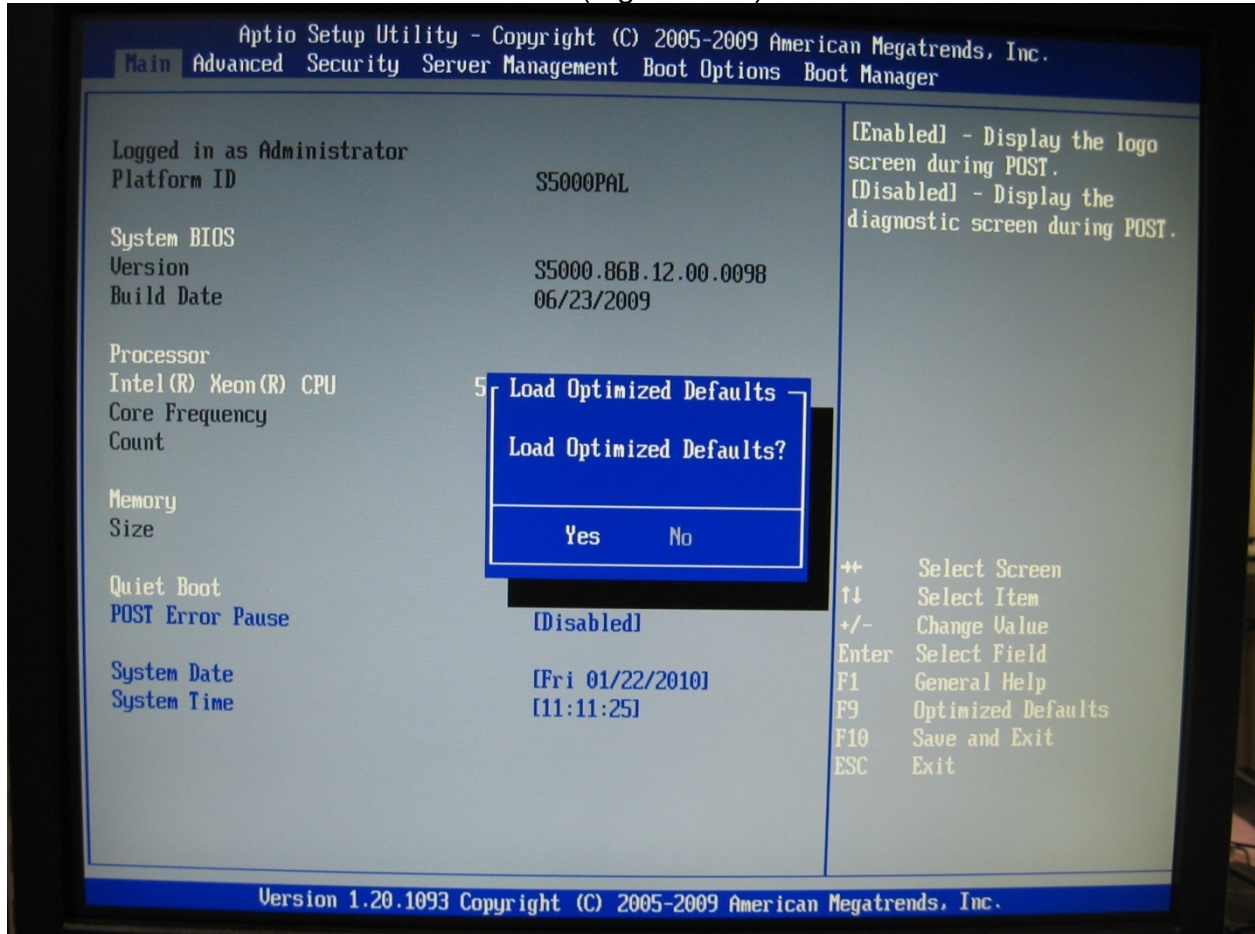 Aptio Setup Utility - Copyright (C) 2005-2009 American Megatrends, Inc.
Main Advanced Security Server Management Boot Options Boot Manager
Logged in as Administrator
Platform ID S5000PAL
System BIOS
Version S5000.86B.12.00.0098
Build Date 06/23/2009
Processor
Intel(R) Xeon(R) CPU 5
Core Frequency
Count
Memory
Size
Quiet Boot
POST Error Pause [Disabled]
System Date [Fri 01/22/2010]
System Time [11:11:25]
Load Optimized Defaults
Load Optimized Defaults?
Yes No
[Enabled] - Display the logo
screen during POST.
[Disabled] - Display the
diagnostic screen during POST.
→← Select Screen
↑↓ Select Item
+/- Change Value
Enter Select Field
F1 General Help
F9 Optimized Defaults
F10 Save and Exit
ESC Exit
Version 1.20.1093 Copyright (C) 2005-2009 American Megatrends, Inc.